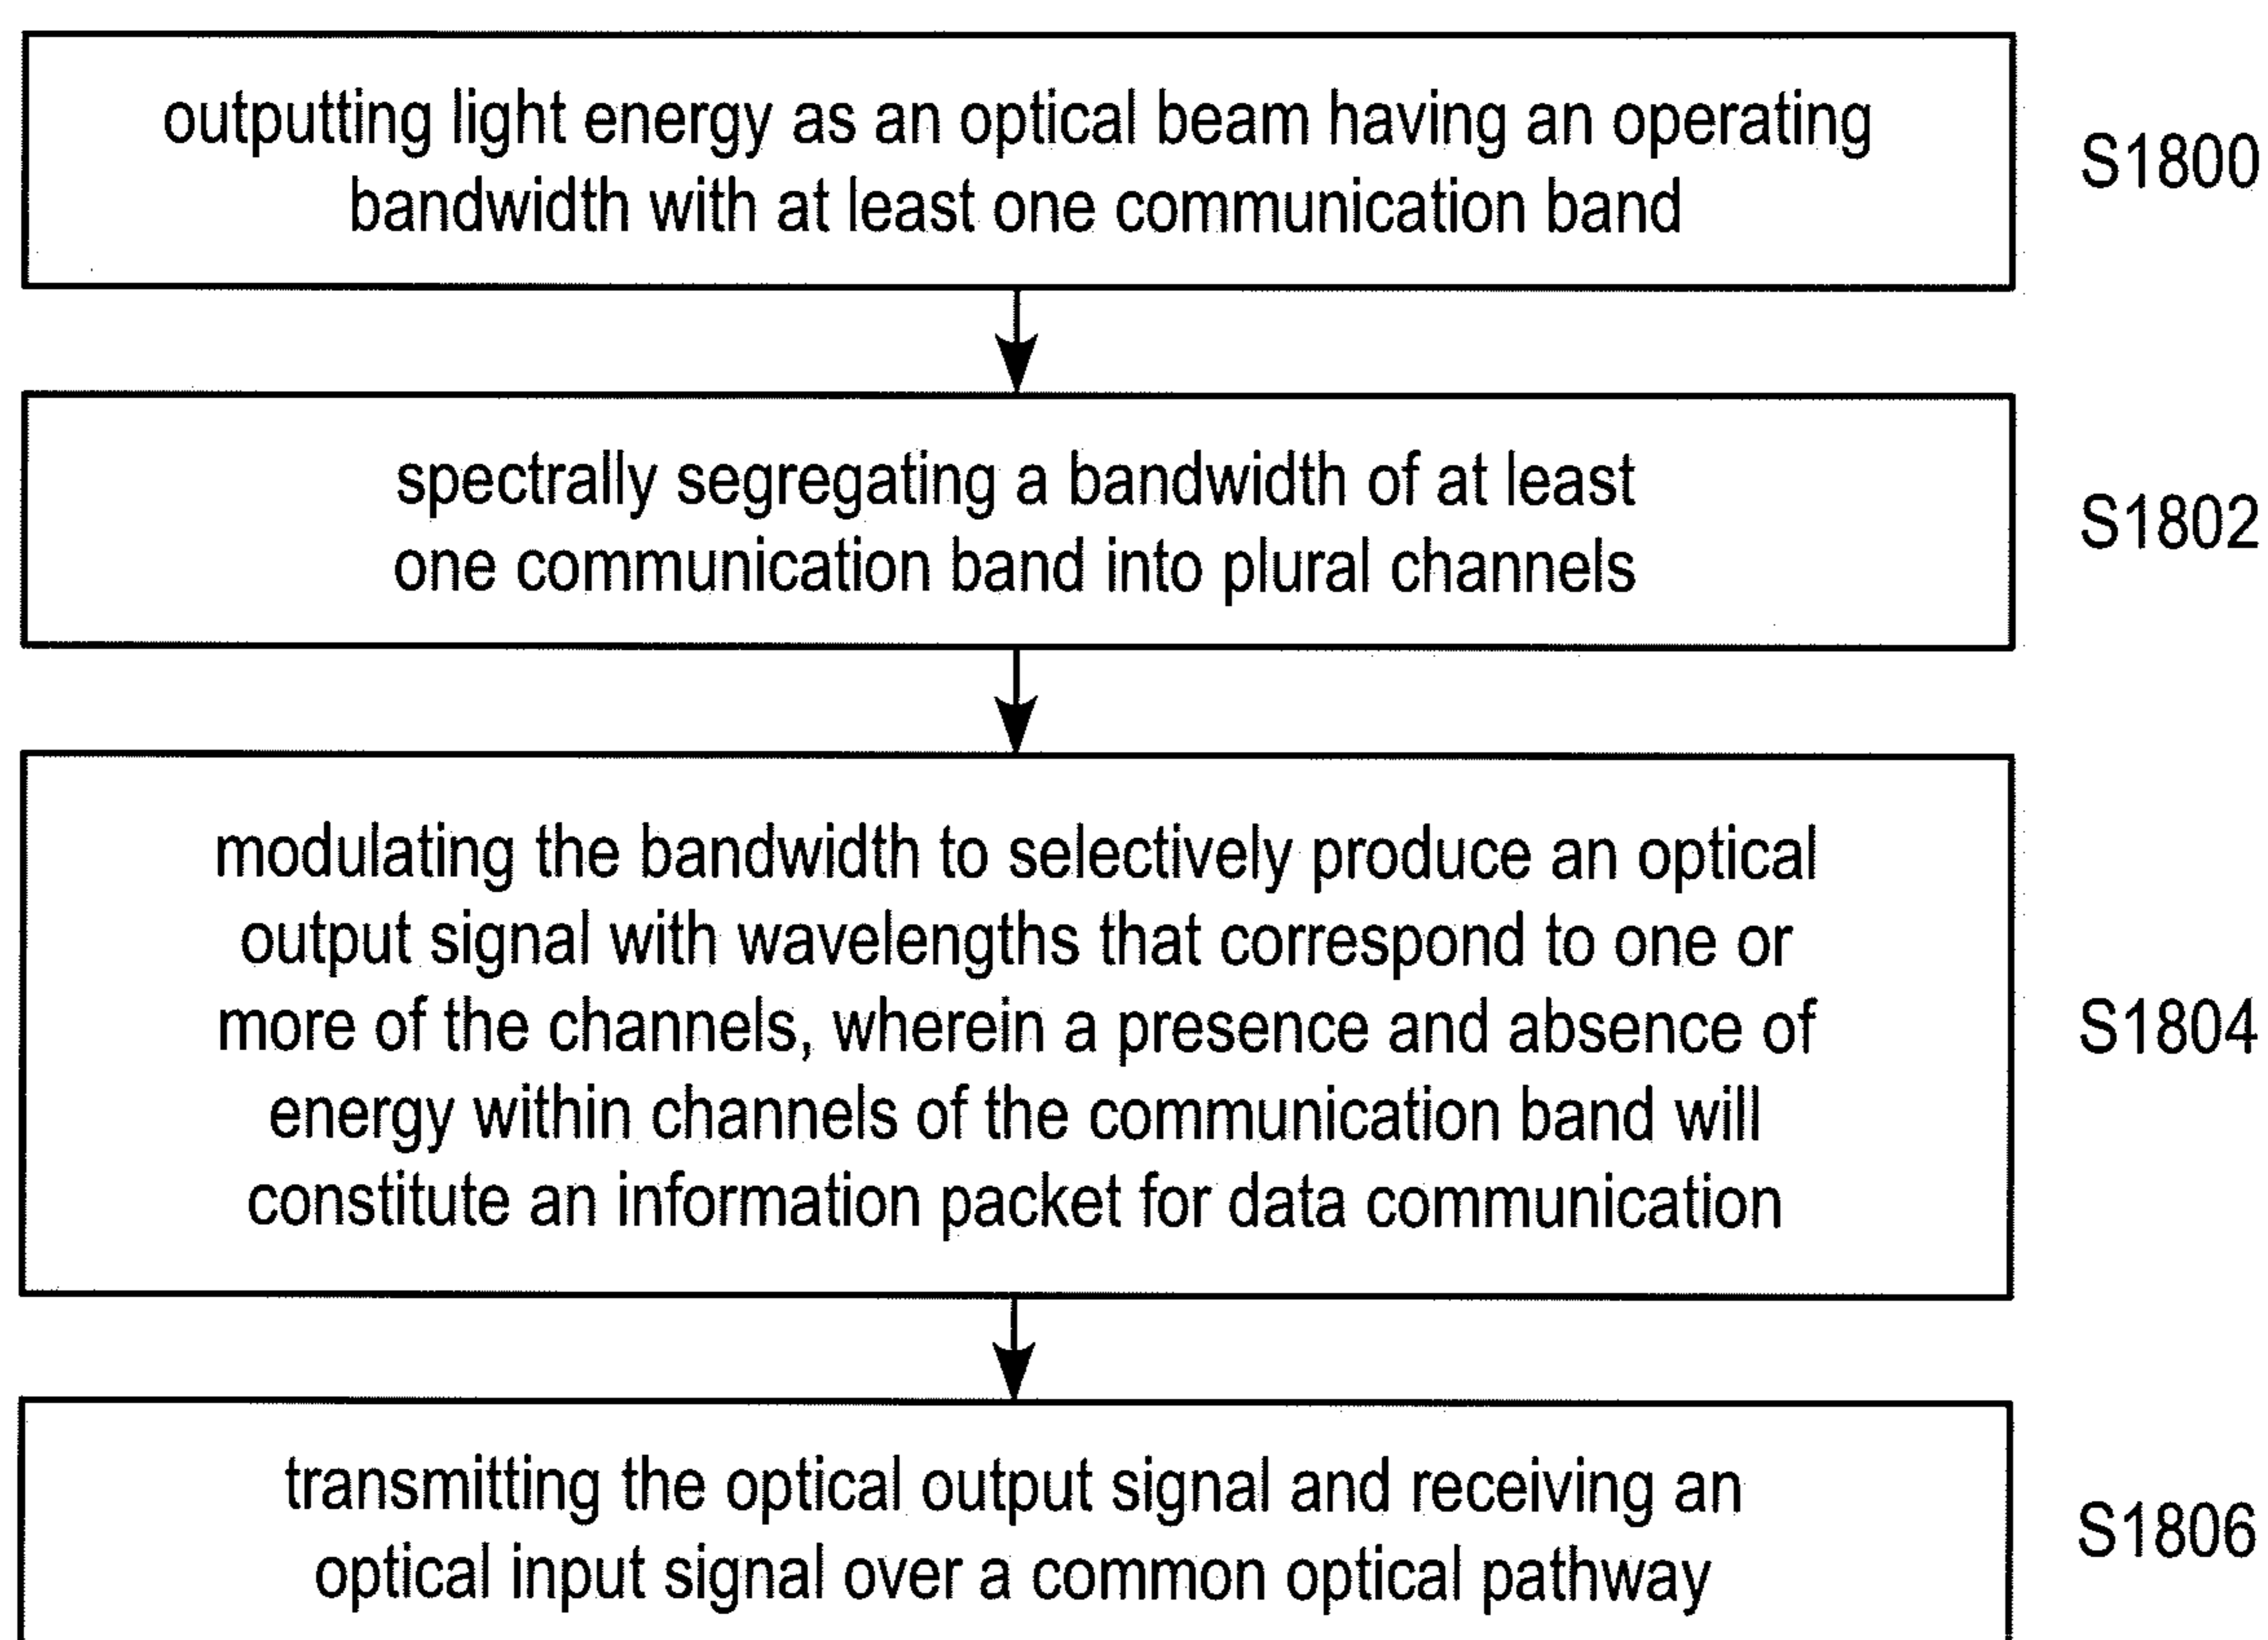 outputting light energy as an optical beam having an operating
bandwidth with at least one communication band
S1800
spectrally segregating a bandwidth of at least
one communication band into plural channels
S1802
modulating the bandwidth to selectively produce an optical
output signal with wavelengths that correspond to one or
more of the channels, wherein a presence and absence of
energy within channels of the communication band will
constitute an information packet for data communication
S1804
transmitting the optical output signal and receiving an
optical input signal over a common optical pathway
S1806